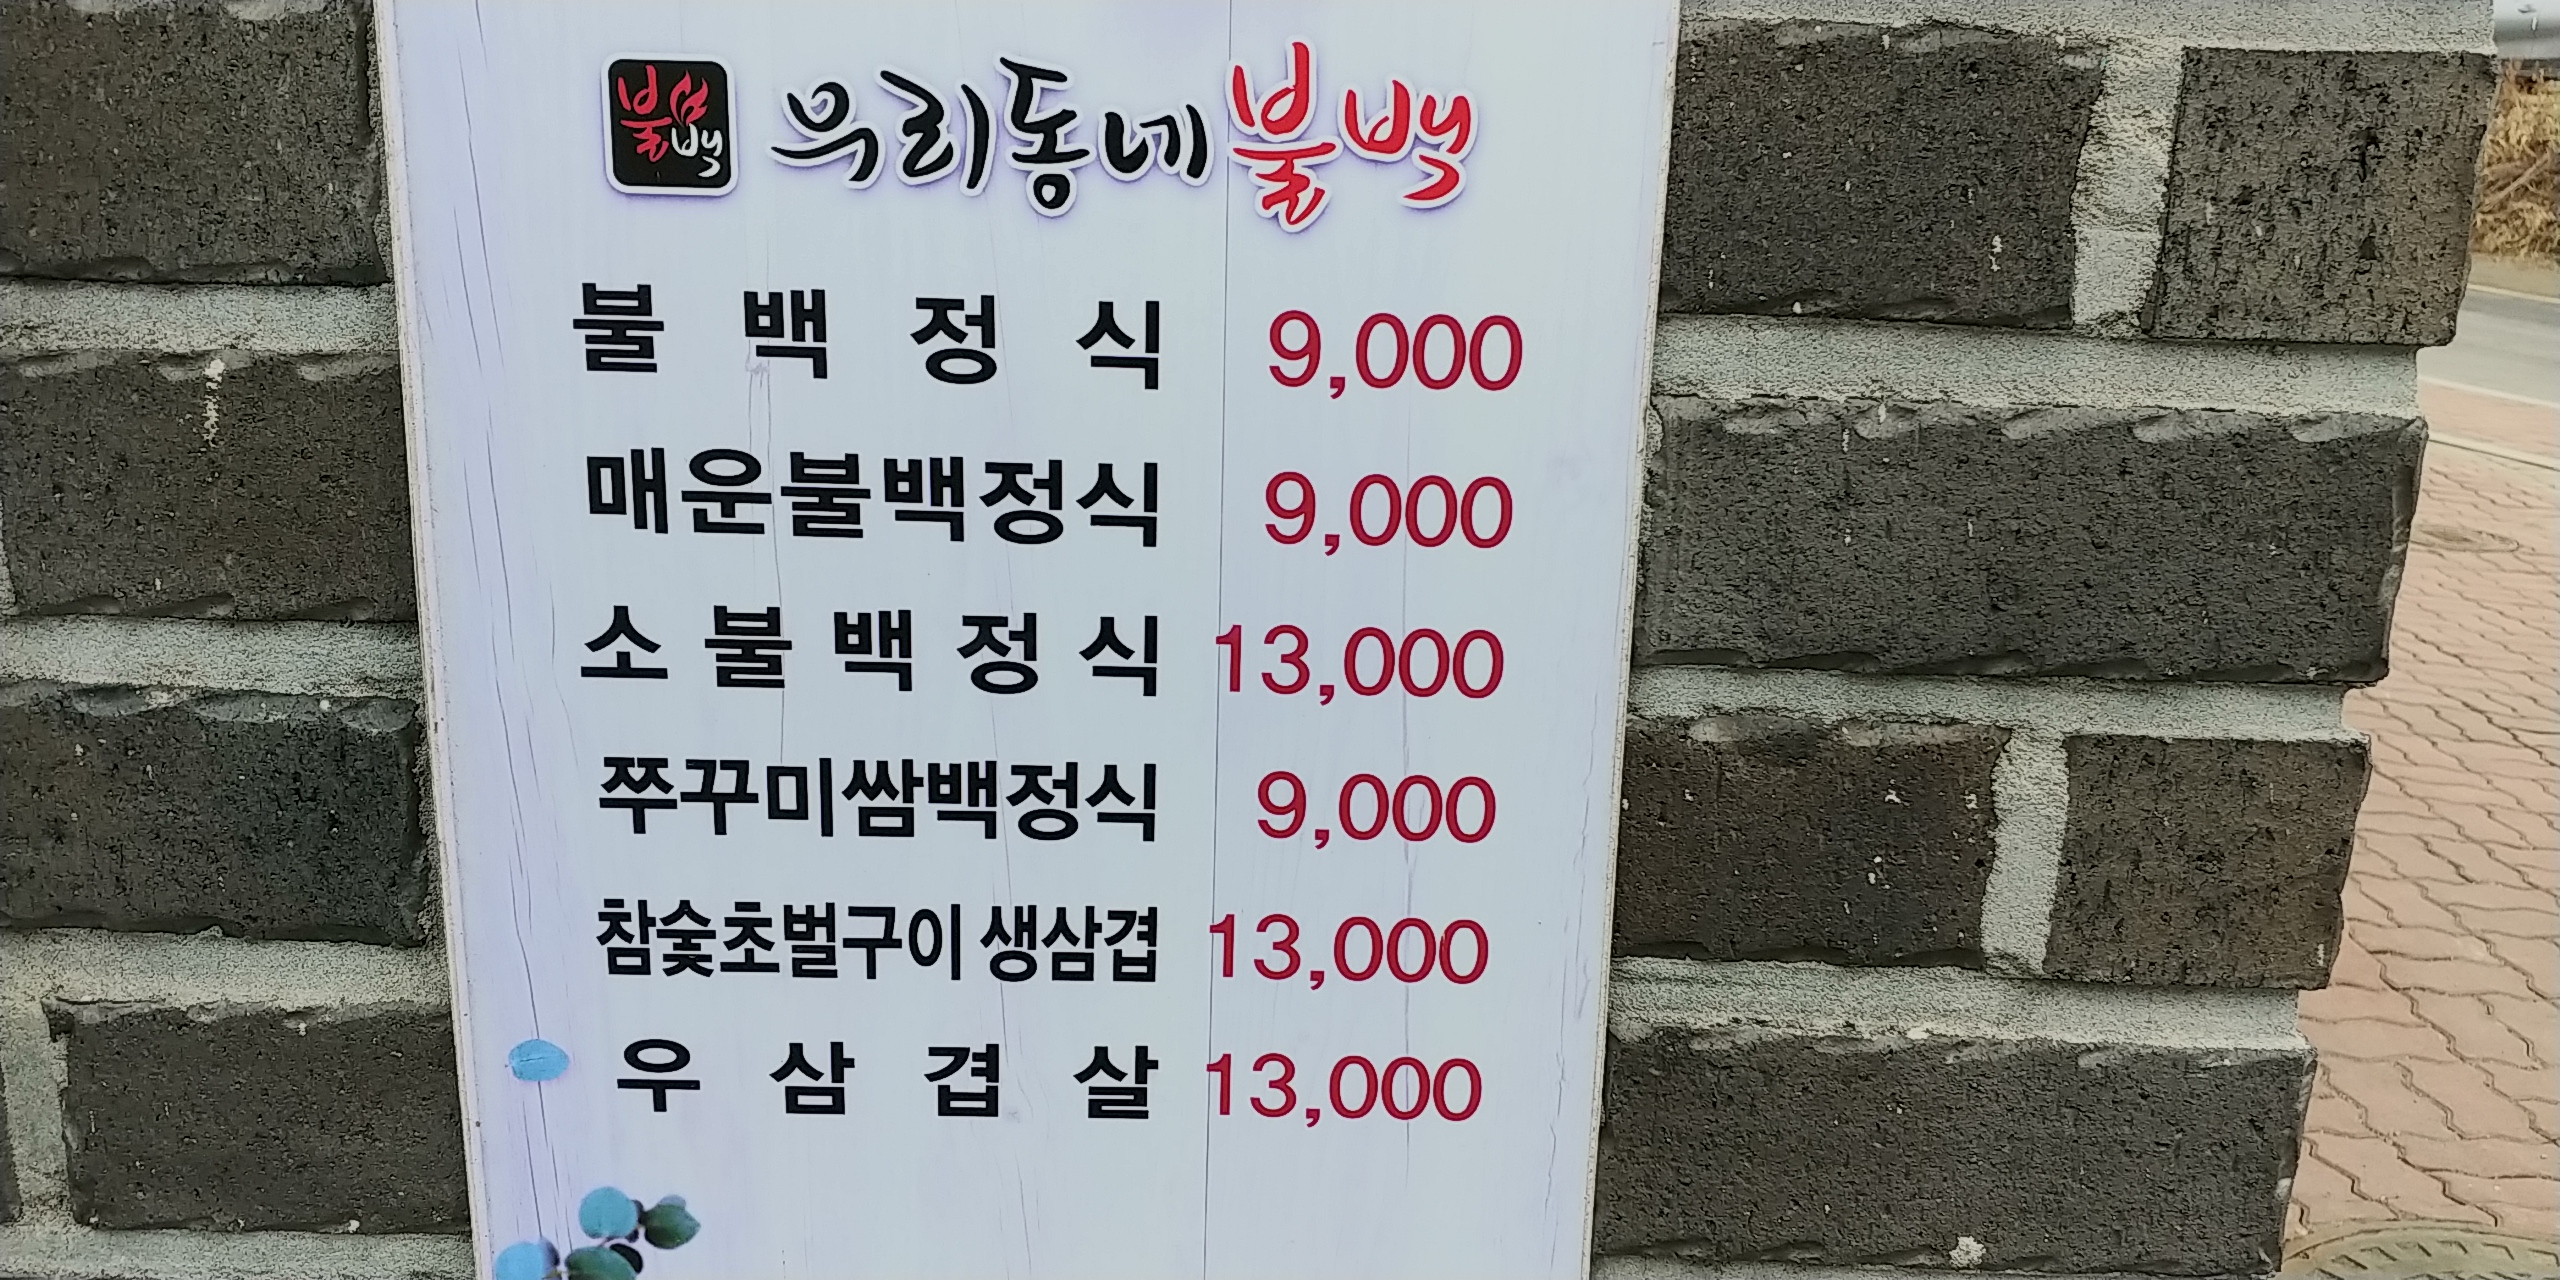 불백 우리동네불백
불백정식 9,000
매운불백정식 9,000
소불백정식 13,000
쭈꾸미쌈백정식 9,000
참숯초벌구이 생삼겹 13,000
우삼겹살 13,000